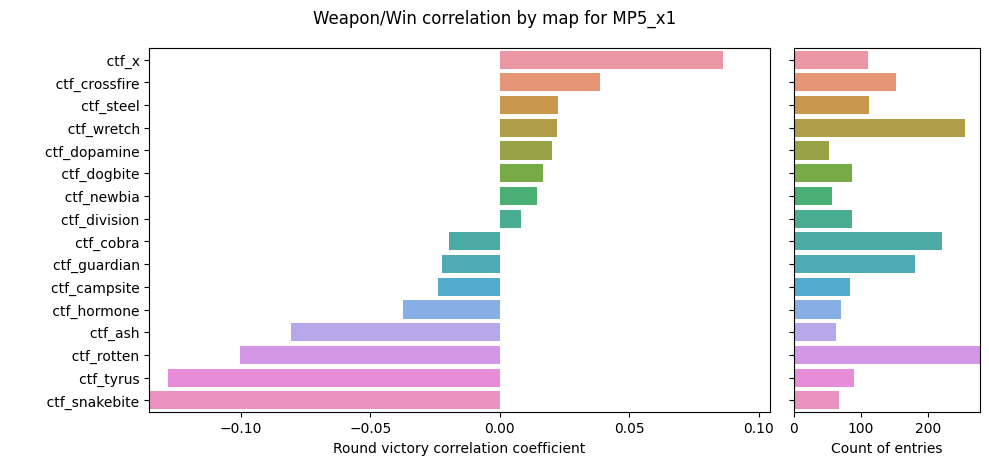 Weapon/Win correlation by map for MP5_x1
ctf_x
ctf_crossfire
ctf_steel
ctf_wretch
ctf_dopamine
ctf_dogbite
ctf_newbia
ctf_division
ctf_cobra
ctf_guardian
ctf_campsite
ctf_hormone
ctf_ash
ctf_rotten
ctf_tyrus
ctf_snakebite
−0.10 −0.05 0.00 0.05 0.10 0 100 200
Round victory correlation coefficient Count of entries